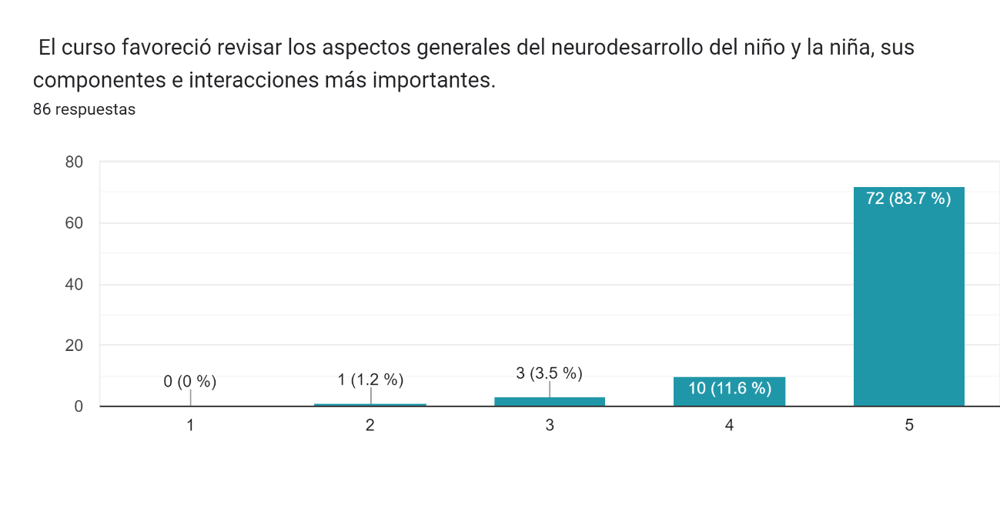 El curso favoreció revisar los aspectos generales del neurodesarrollo del niño y la niña, sus
componentes e interacciones más importantes.
86 respuestas
80
60
40
20
0
0 (0 %)
1 (1.2 %)
3 (3.5 %)
10 (11.6 %)
72 (83.7 %)
1
2
3
4
5